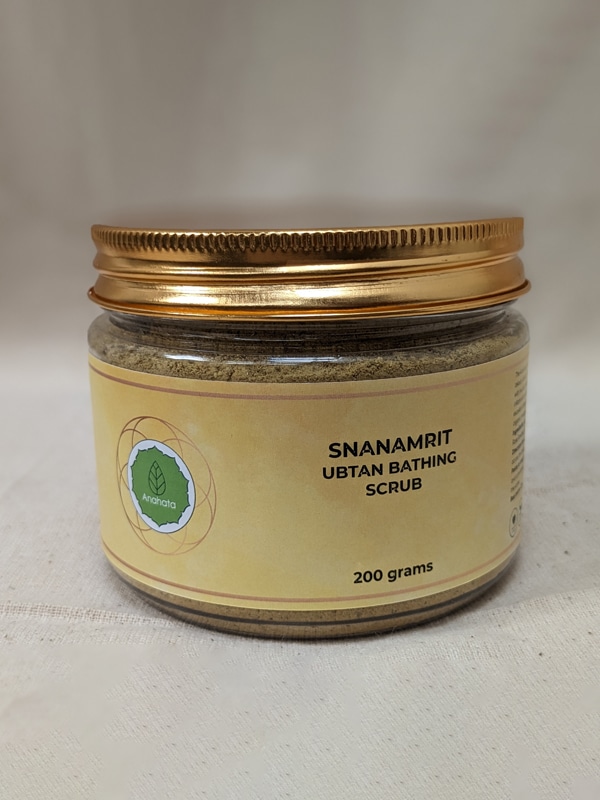 Anahata
SNANAMRIT
UBTAN BATHING
SCRUB
200 grams